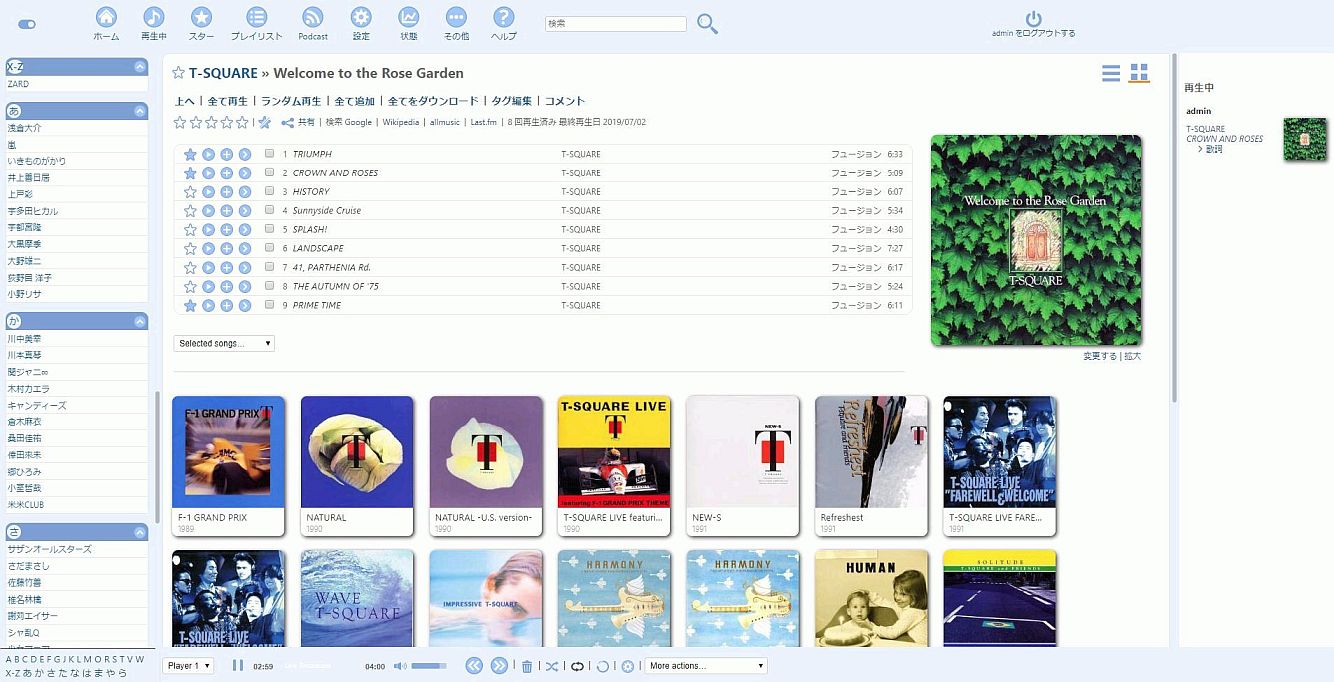 ホーム 再生中 スター プレイリスト Podcast 設定 状態 その他 ヘルプ
検索
admin をログアウトする
X-Z
ZARD
あ
浅倉大介
嵐
いきものがかり
井上喜日居
上戸彩
宇多田ヒカル
宇都宮隆
大黒摩季
大野雄二
荻野目 洋子
小野リサ
か
川中美幸
川本真琴
関ジャニ∞
木村カエラ
キャンディーズ
倉木麻衣
桑田佳祐
倖田來未
郷ひろみ
小室哲哉
米米CLUB
さ
サザンオールスターズ
さだまさし
佐藤竹善
椎名林檎
謝花エイサー
シャ乱Q
A B C D E F G J K L M O R S T V W
X-Z あ か さ た な は ま や ら
T-SQUARE » Welcome to the Rose Garden
上へ | 全て再生 | ランダム再生 | 全て追加 | 全てをダウンロード | タグ編集 | コメント
共有 | 検索 Google | Wikipedia | allmusic | Last.fm | 8 回再生済み 最終再生日 2019/07/02
1 TRIUMPH T-SQUARE フュージョン 6:33
2 CROWN AND ROSES T-SQUARE フュージョン 5:09
3 HISTORY T-SQUARE フュージョン 6:07
4 Sunnyside Cruise T-SQUARE フュージョン 5:34
5 SPLASH! T-SQUARE フュージョン 4:30
6 LANDSCAPE T-SQUARE フュージョン 7:27
7 41, PARTHENIA Rd. T-SQUARE フュージョン 6:17
8 THE AUTUMN OF '75 T-SQUARE フュージョン 5:24
9 PRIME TIME T-SQUARE フュージョン 6:11
Selected songs...
Welcome to the Rose Garden
T-SQUARE
変更する | 拡大
F-1 GRAND PRIX T
T
T
T-SQUARE LIVE
T
featuring F-1 GRAND PRIX THEME
NEW-S
T
Refreshest
T
T-SQUARE LIVE
"FAREWELL & WELCOME"
F-1 GRAND PRIX
1989
NATURAL
1990
NATURAL -U.S. version-
1990
T-SQUARE LIVE featuri...
1990
NEW-S
1991
Refreshest
1991
T-SQUARE LIVE FARE...
1991
T-SQUARE LIVE
WAVE
T-SQUARE
IMPRESSIVE T-SQUARE
HARMONY
HARMONY
HUMAN
SOLITUDE
T-SQUARE and FRIENDS
再生中
admin
T-SQUARE
CROWN AND ROSES
歌詞
Player 1
02:59
04:00
More actions...